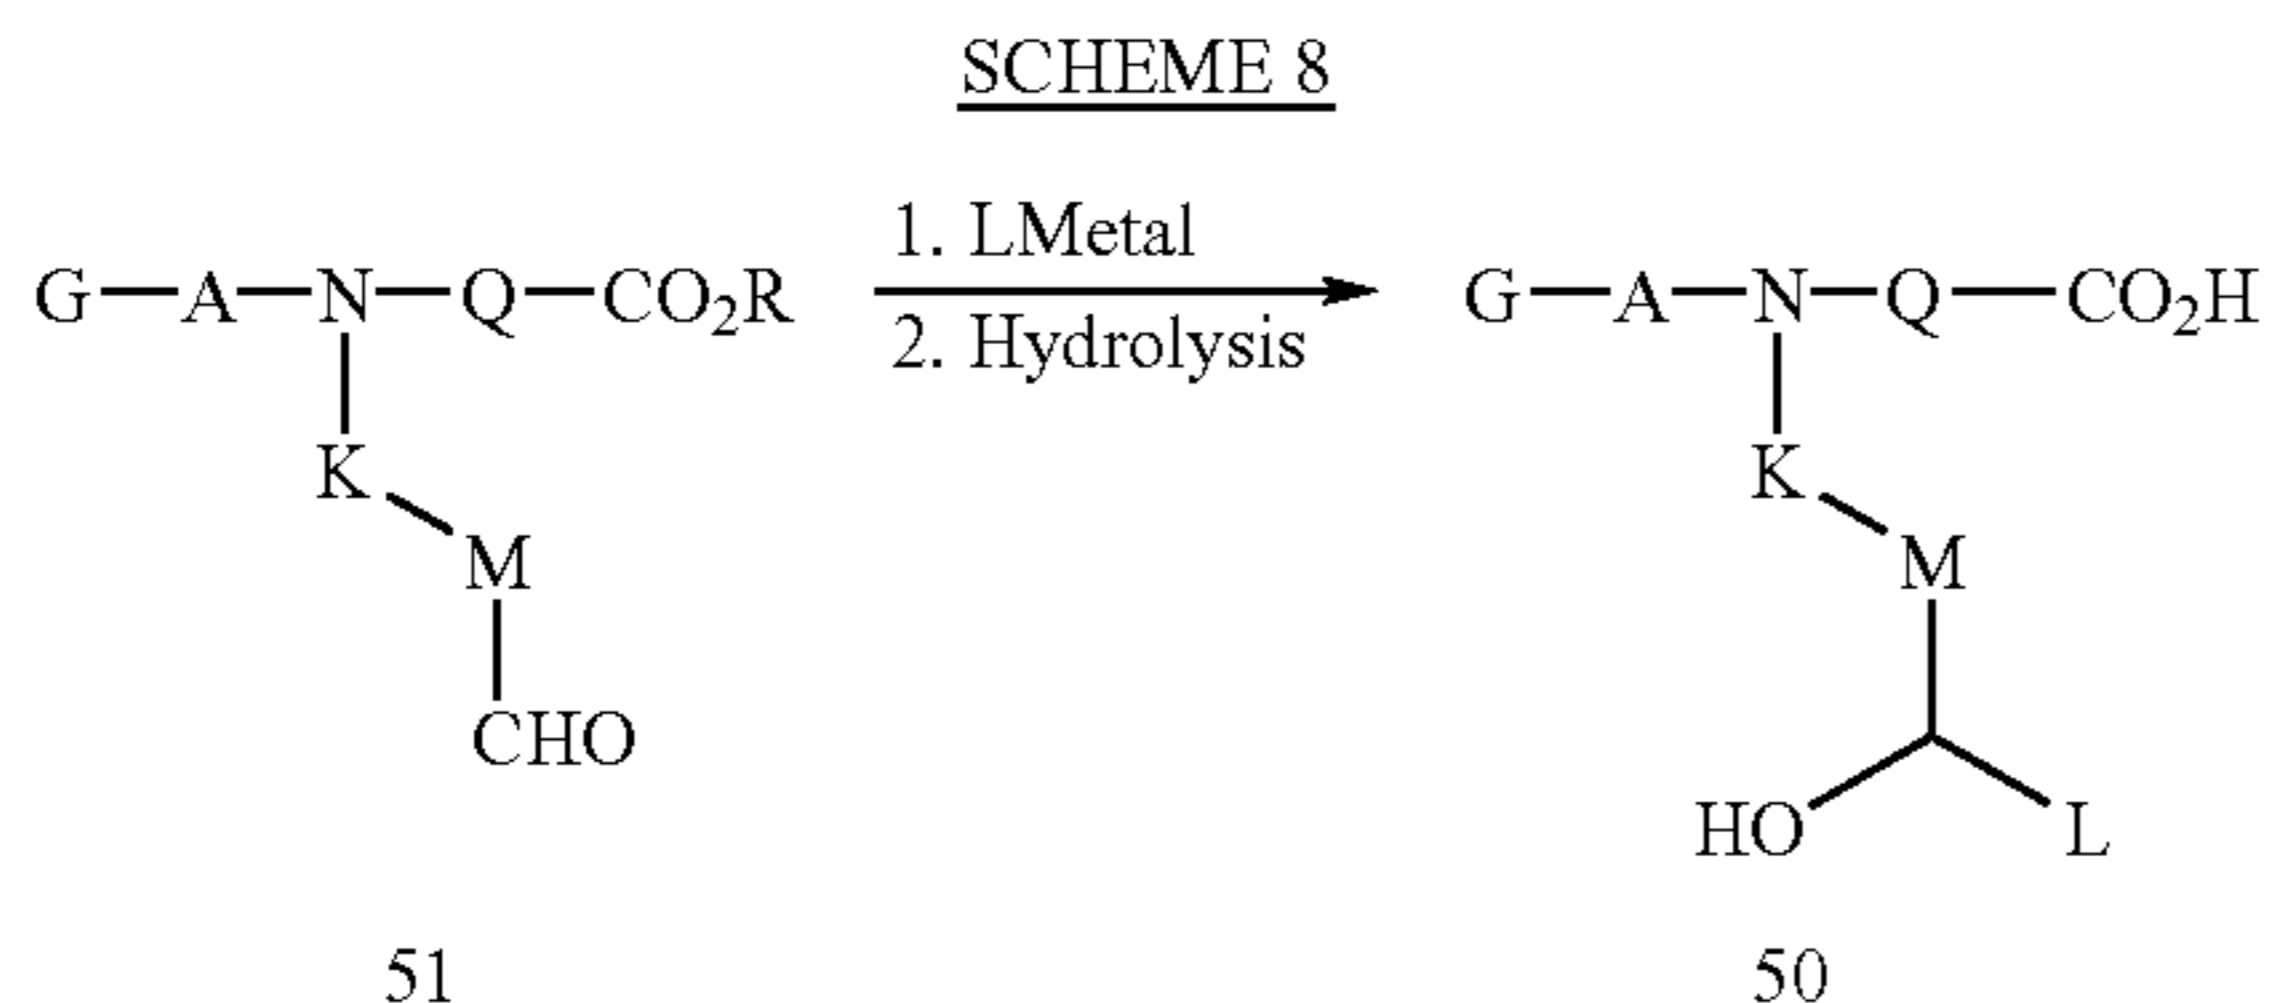 SCHEME 8
1. LMetal
G—A—N—Q—CO₂R
G—A—N—Q—CO₂H
2. Hydrolysis
K
K
M
M
CHO
HO
L
51
50